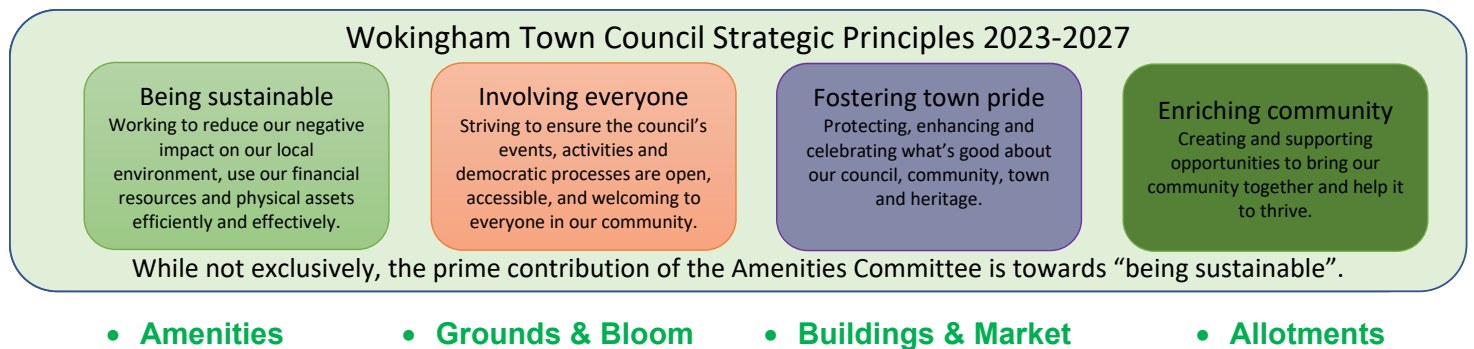 Wokingham Town Council Strategic Principles 2023-2027
Being sustainable
Working to reduce our negative
impact on our local
environment, use our financial
resources and physical assets
efficiently and effectively.
Involving everyone
Striving to ensure the council’s
events, activities and
democratic processes are open,
accessible, and welcoming to
everyone in our community.
Fostering town pride
Protecting, enhancing and
celebrating what’s good about
our council, community, town
and heritage.
Enriching community
Creating and supporting
opportunities to bring our
community together and help it
to thrive.
While not exclusively, the prime contribution of the Amenities Committee is towards “being sustainable”.
• Amenities • Grounds & Bloom • Buildings & Market • Allotments